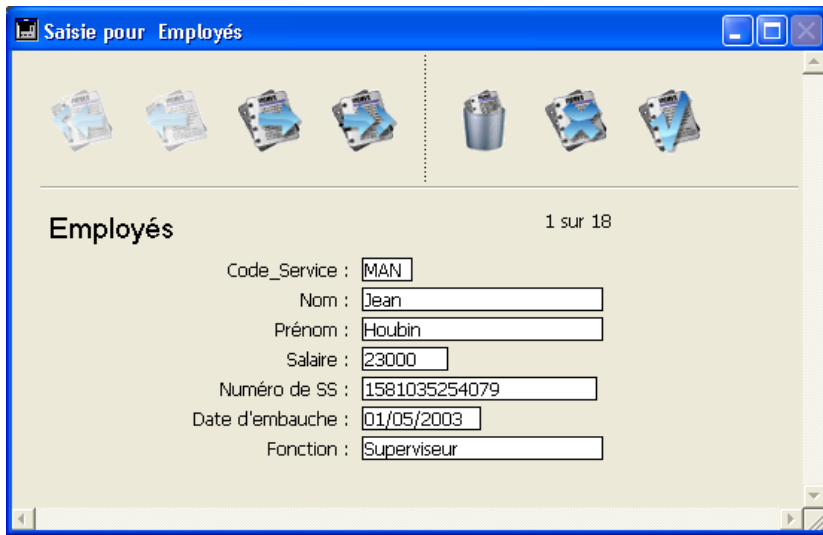 Saisie pour Employés
Employés
1 sur 18
Code_Service : MAN
Nom : Jean
Prénom : Houbin
Salaire : 23000
Numéro de SS : 1581035254079
Date d'embauche : 01/05/2003
Fonction : Superviseur